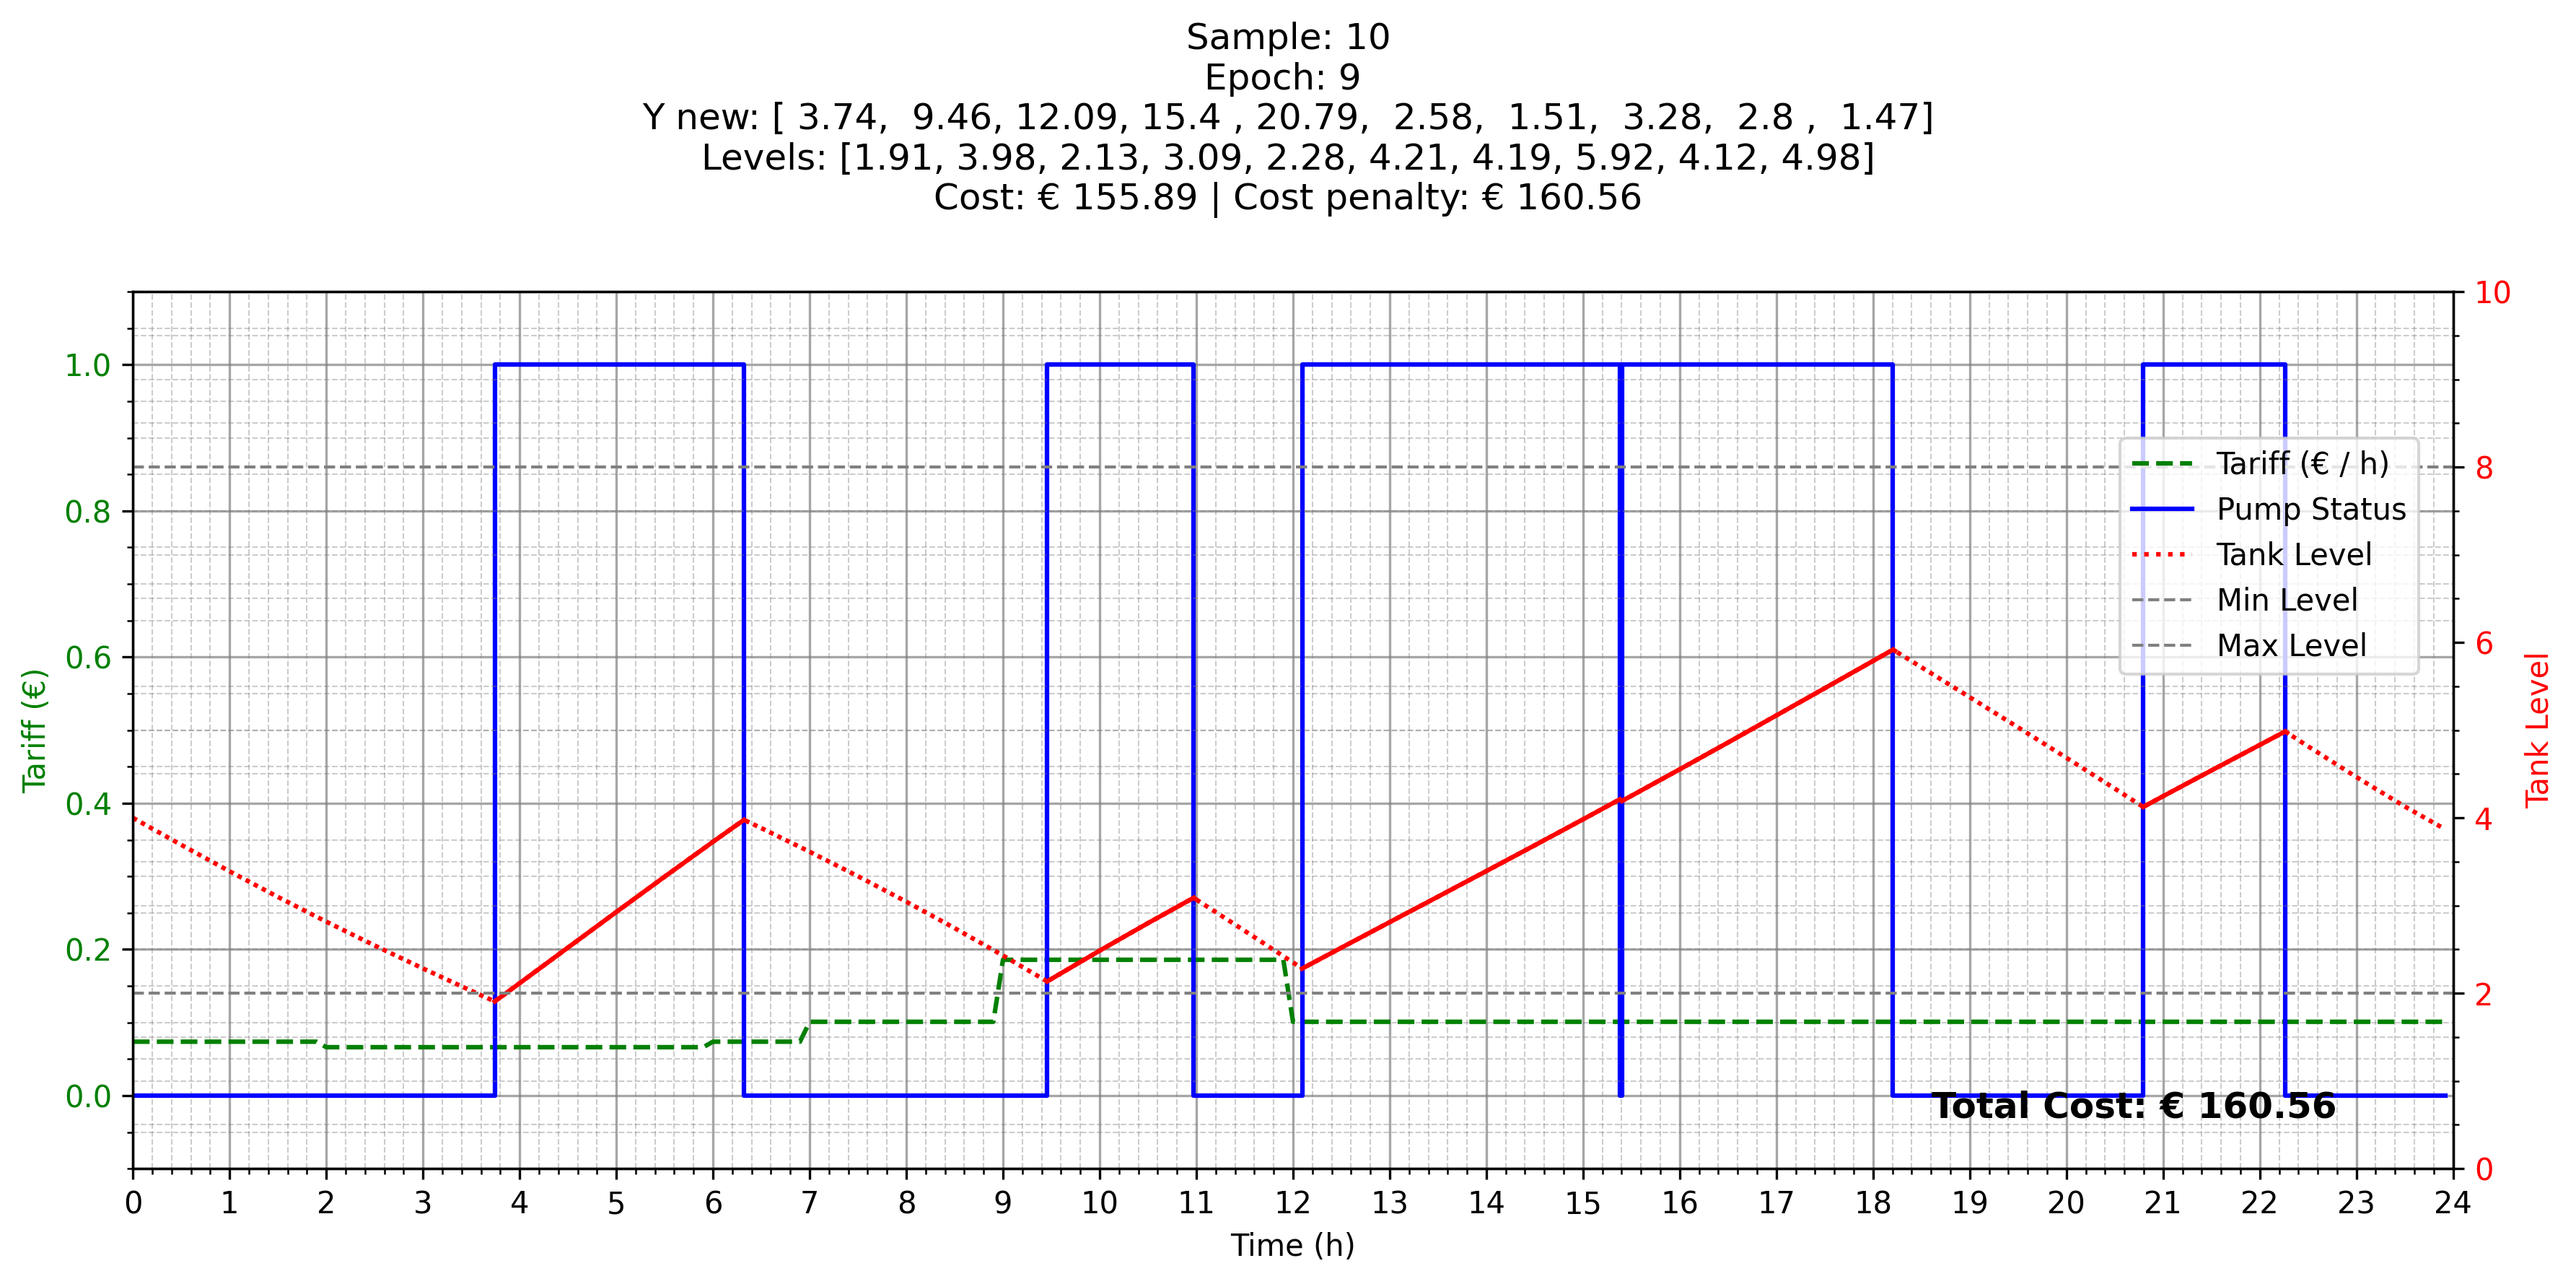 Sample: 10
Epoch: 9
Y new: [ 3.74,  9.46, 12.09, 15.4 , 20.79,  2.58,  1.51,  3.28,  2.8 ,  1.47]
Levels: [1.91, 3.98, 2.13, 3.09, 2.28, 4.21, 4.19, 5.92, 4.12, 4.98]
Cost: € 155.89 | Cost penalty: € 160.56
1.0
0.8
0.6
0.4
0.2
0.0
Tariff (€)
10
8
6
4
2
0
Tank Level
Tariff (€ / h)
Pump Status
Tank Level
Min Level
Max Level
Total Cost: € 160.56
0 1 2 3 4 5 6 7 8 9 10 11 12 13 14 15 16 17 18 19 20 21 22 23 24
Time (h)